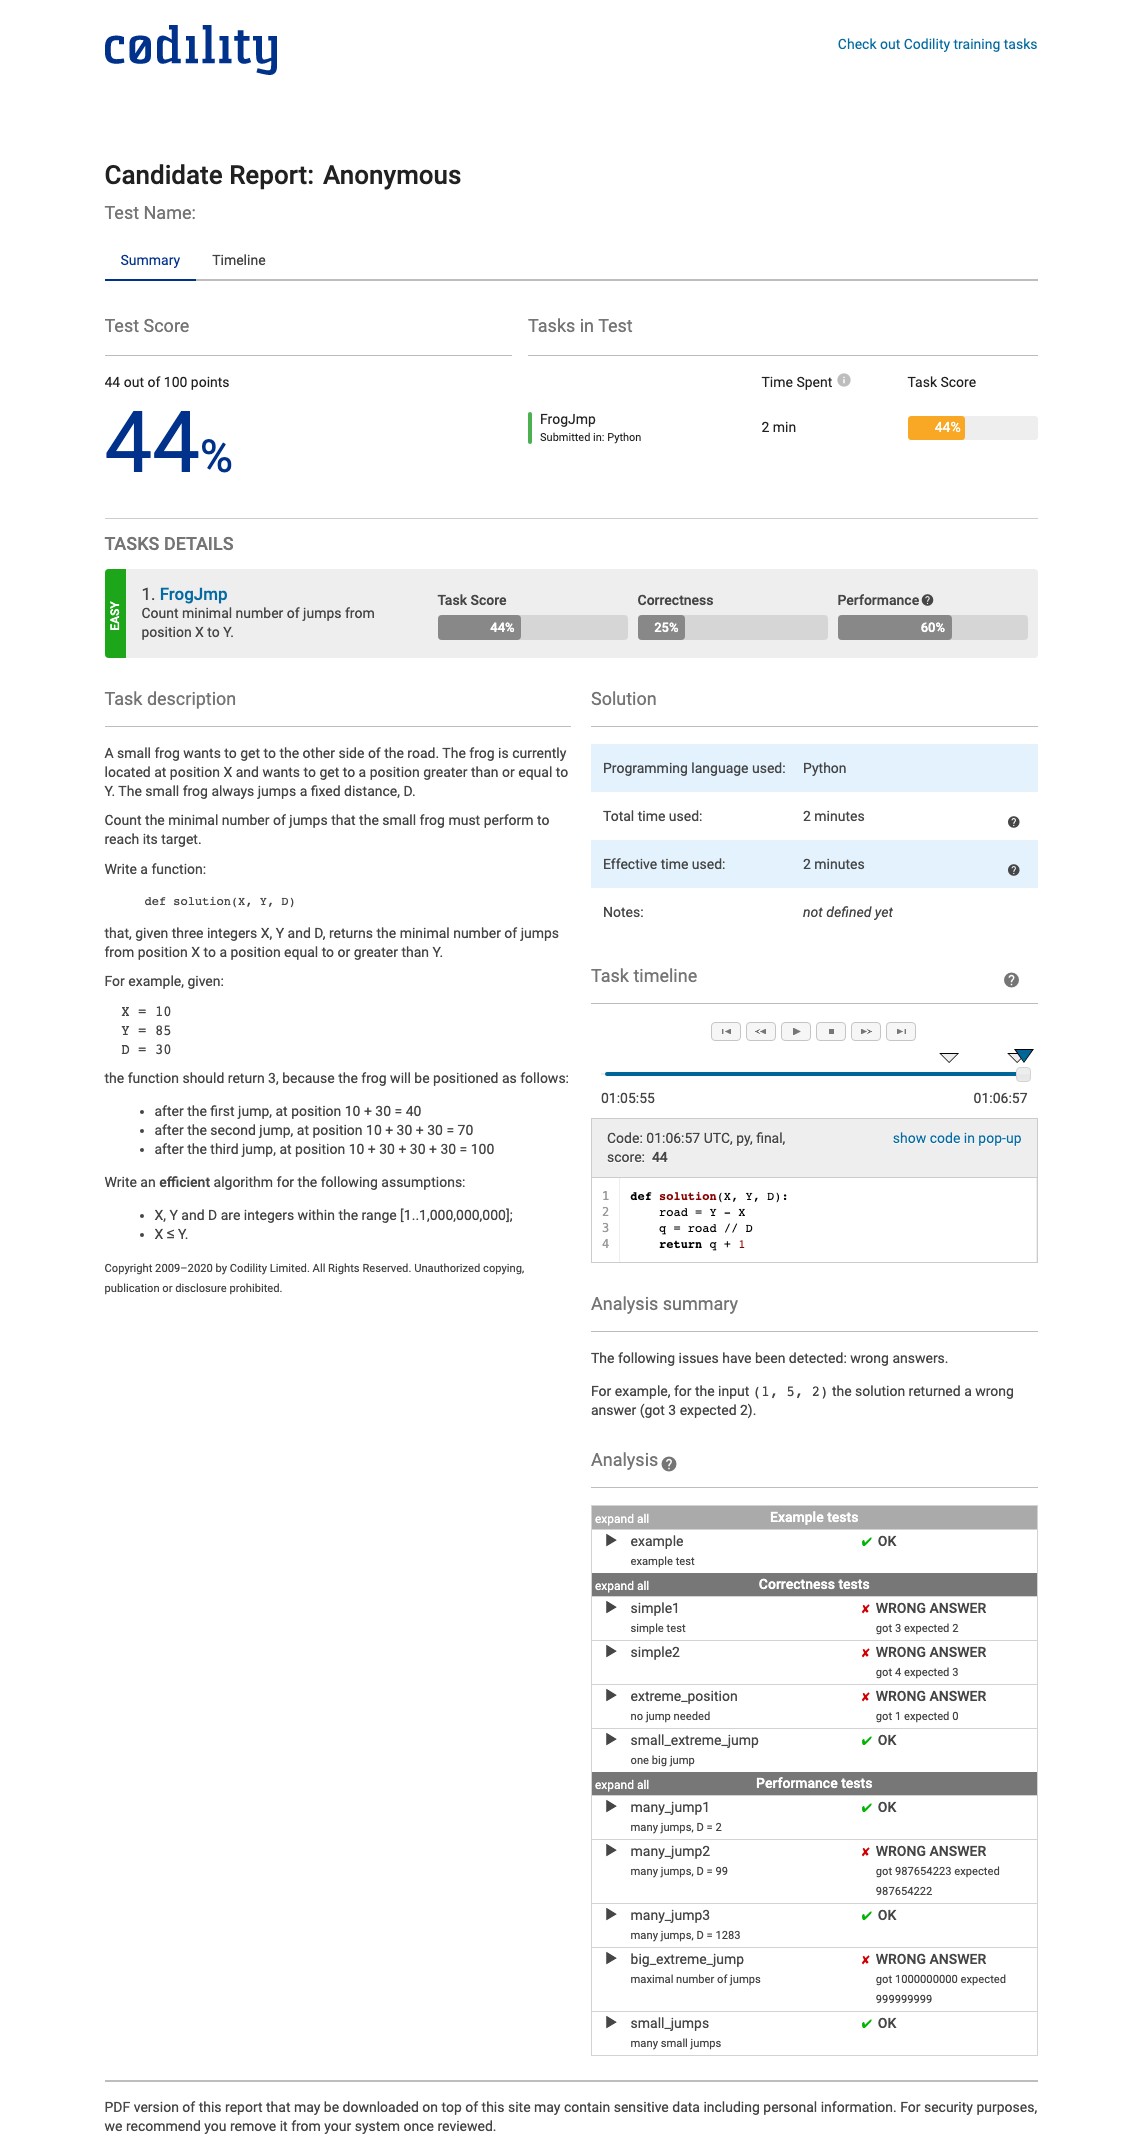 codility
Check out Codility training tasks
Candidate Report: Anonymous
Test Name:
Summary Timeline
Test Score
44 out of 100 points
44%
Tasks in Test
Time Spent Task Score
FrogJmp
Submitted in: Python
2 min
44%
TASKS DETAILS
EASY
1. FrogJmp
Count minimal number of jumps from
position X to Y.
Task Score
44%
Correctness
25%
Performance
60%
Task description
A small frog wants to get to the other side of the road. The frog is currently
located at position X and wants to get to a position greater than or equal to
Y. The small frog always jumps a fixed distance, D.
Count the minimal number of jumps that the small frog must perform to
reach its target.
Write a function:
def solution(X, Y, D)
that, given three integers X, Y and D, returns the minimal number of jumps
from position X to a position equal to or greater than Y.
For example, given:
X = 10
Y = 85
D = 30
the function should return 3, because the frog will be positioned as follows:
• after the first jump, at position 10 + 30 = 40
• after the second jump, at position 10 + 30 + 30 = 70
• after the third jump, at position 10 + 30 + 30 + 30 = 100
Write an efficient algorithm for the following assumptions:
• X, Y and D are integers within the range [1..1,000,000,000];
• X ≤ Y.
Copyright 2009–2020 by Codility Limited. All Rights Reserved. Unauthorized copying,
publication or disclosure prohibited.
Solution
Programming language used: Python
Total time used: 2 minutes
Effective time used: 2 minutes
Notes: not defined yet
Task timeline
01:05:55 01:06:57
Code: 01:06:57 UTC, py, final,
score: 44
show code in pop-up
1 def solution(X, Y, D):
2 road = Y - X
3 q = road // D
4 return q + 1
Analysis summary
The following issues have been detected: wrong answers.
For example, for the input (1, 5, 2) the solution returned a wrong
answer (got 3 expected 2).
Analysis
expand all Example tests
example ✔ OK
example test
expand all Correctness tests
simple1 ✘ WRONG ANSWER
simple test got 3 expected 2
simple2 ✘ WRONG ANSWER
got 4 expected 3
extreme_position ✘ WRONG ANSWER
no jump needed got 1 expected 0
small_extreme_jump ✔ OK
one big jump
expand all Performance tests
many_jump1 ✔ OK
many jumps, D = 2
many_jump2 ✘ WRONG ANSWER
many jumps, D = 99 got 987654223 expected
987654222
many_jump3 ✔ OK
many jumps, D = 1283
big_extreme_jump ✘ WRONG ANSWER
maximal number of jumps got 1000000000 expected
999999999
small_jumps ✔ OK
many small jumps
PDF version of this report that may be downloaded on top of this site may contain sensitive data including personal information. For security purposes,
we recommend you remove it from your system once reviewed.